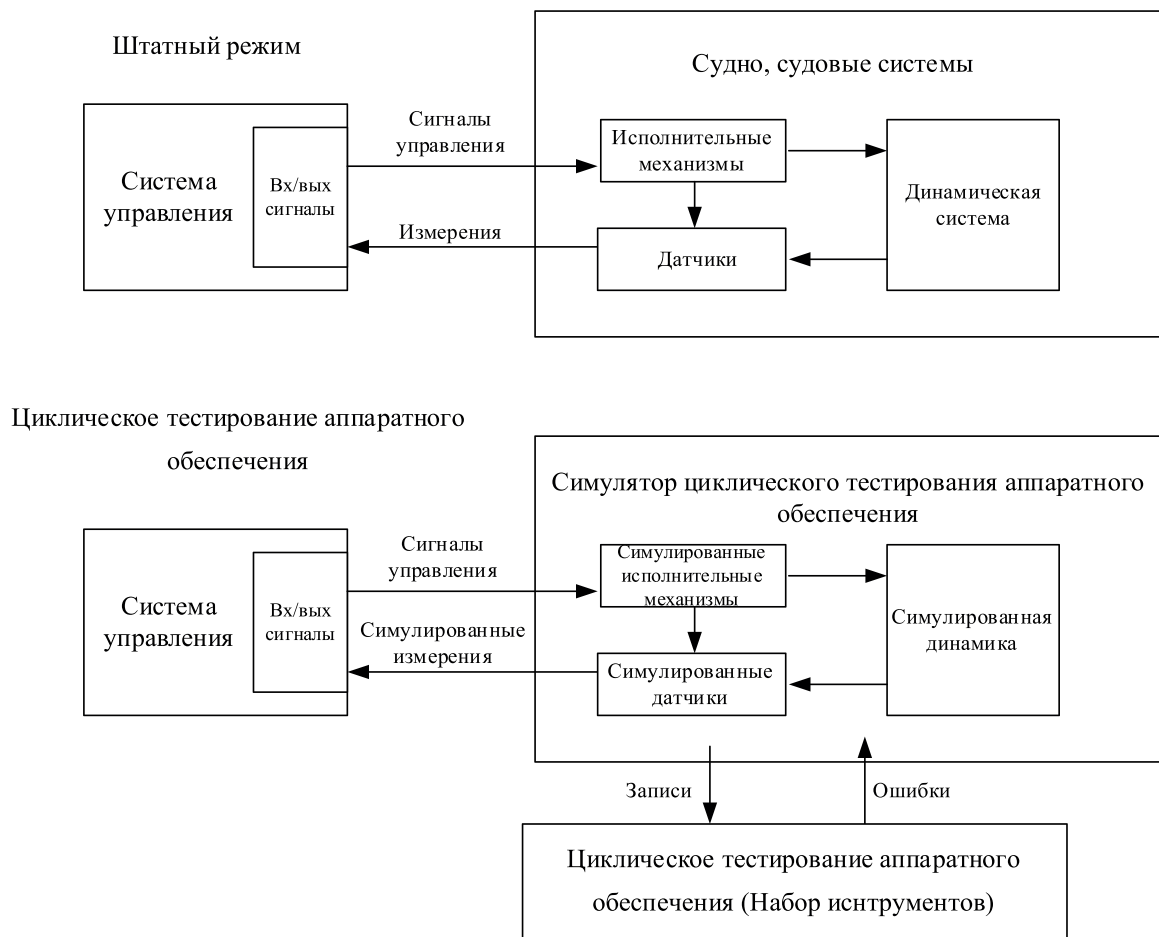 Штатный режим
Судно, судовые системы
Сигналы
управления
Исполнительные
механизмы
Система
управления
Вх/вых
сигналы
Динамическая
система
Измерения
Датчики
Циклическое тестирование аппаратного
обеспечения
Симулятор циклического тестирования аппаратного
обеспечения
Сигналы
управления
Симулированные
исполнительные
механизмы
Система
управления
Вх/вых
сигналы
Симулированная
динамика
Симулированные
измерения
Симулированные
датчики
Записи
Ошибки
Циклическое тестирование аппаратного
обеспечения (Набор иснтрументов)